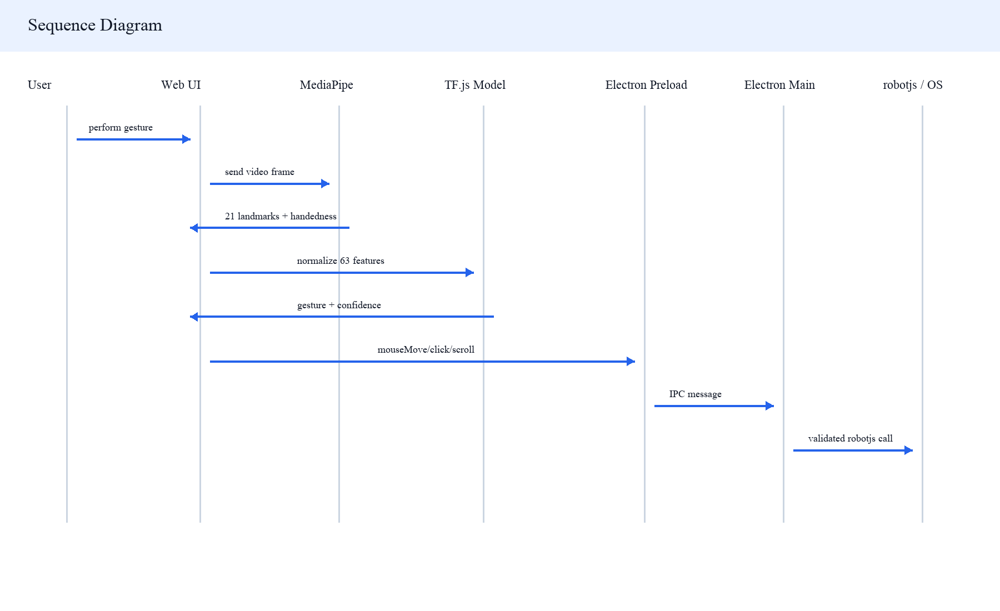 Sequence Diagram
User
Web UI
MediaPipe
TF.js Model
Electron Preload
Electron Main
robotjs / OS
perform gesture
send video frame
21 landmarks + handedness
normalize 63 features
gesture + confidence
mouseMove/click/scroll
IPC message
validated robotjs call